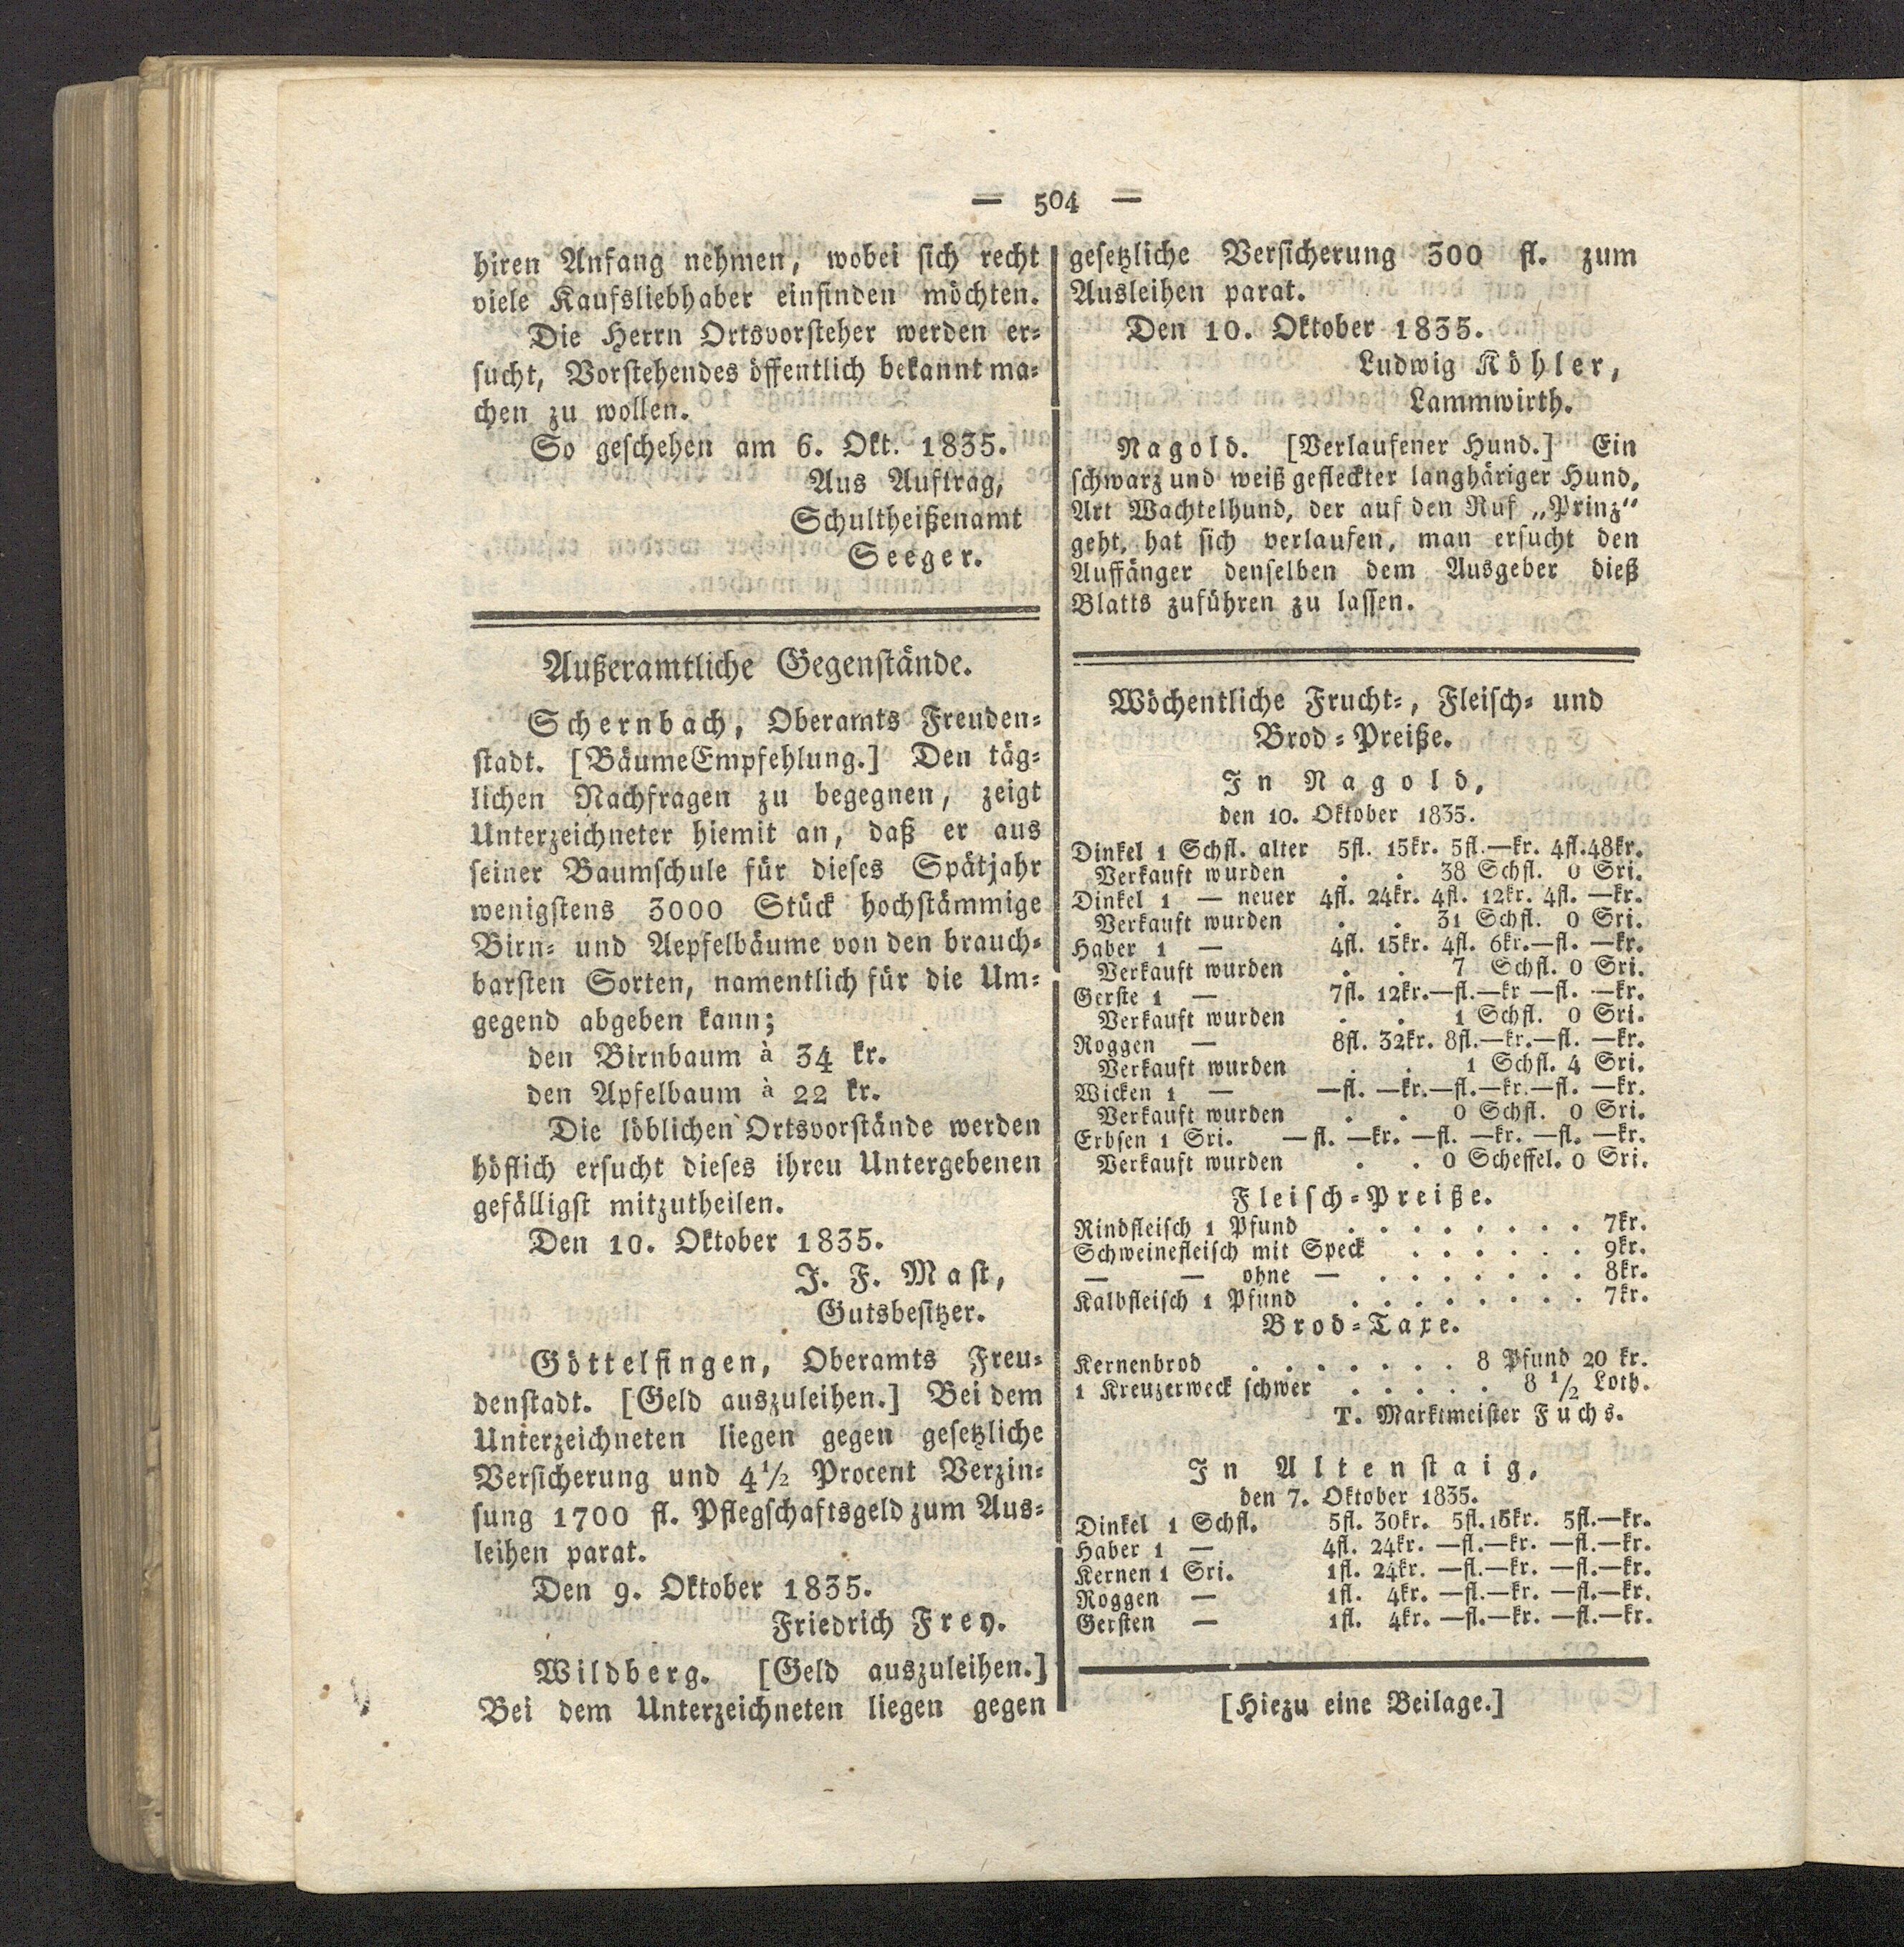 — 504 —
hiren Anfang nehmen, wobei sich recht
viele Kaufsliebhaber einfinden möchten.
Die Herrn Ortsvorsteher werden er=
sucht, Vorstehendes öffentlich bekannt ma=
chen zu wollen.
So geschehen am 6. Okt. 1835.
Aus Auftrag,
Schultheißenamt
Seeger.
Außeramtliche Gegenstände.
Schernbach, Oberamts Freuden=
stadt. [BäumeEmpfehlung.] Den täg=
lichen Nachfragen zu begegnen, zeigt
Unterzeichneter hiemit an, daß er aus
seiner Baumschule für dieses Spätjahr
wenigstens 3000 Stück hochstämmige
Birn= und Aepfelbäume von den brauch=
barsten Sorten, namentlich für die Um=
gegend abgeben kann;
den Birnbaum à 34 kr.
den Apfelbaum à 22 kr.
Die löblichen Ortsvorstände werden
höflich ersucht dieses ihren Untergebenen
gefälligst mitzutheilen.
Den 10. Oktober 1835.
J. F. Mast,
Gutsbesitzer.
Göttelfingen, Oberamts Freu=
denstadt. [Geld auszuleihen.] Bei dem
Unterzeichneten liegen gegen gesetzliche
Versicherung und 4 1/2 Procent Verzin=
sung 1700 fl. Pflegschaftsgeld zum Aus=
leihen parat.
Den 9. Oktober 1835.
Friedrich Frey.
Wildberg. [Geld auszuleihen.]
Bei dem Unterzeichneten liegen gegen
gesetzliche Versicherung 300 fl. zum
Ausleihen parat.
Den 10. Oktober 1835.
Ludwig Köhler,
Lammwirth.
Nagold. [Verlaufener Hund.] Ein
schwarz und weiß gefleckter langhäriger Hund,
Art Wachtelhund, der auf den Ruf „Prinz“
geht, hat sich verlaufen, man ersucht den
Auffänger denselben dem Ausgeber dieß
Blatts zuführen zu lassen.
Wöchentliche Frucht=, Fleisch= und
Brod=Preiße.
In Nagold,
den 10. Oktober 1835.
Dinkel 1 Schfl. alter 5fl. 15kr. 5fl.—kr. 4fl.48kr.
Verkauft wurden . . 38 Schfl. 0 Sri.
Dinkel 1 — neuer 4fl. 24kr. 4fl. 12kr. 4fl. —kr.
Verkauft wurden . . 31 Schfl. 0 Sri.
Haber 1 — 4fl. 15kr. 4fl. 6kr.—fl. —kr.
Verkauft wurden . . 7 Schfl. 0 Sri.
Gerste 1 — 7fl. 12kr.—fl.—kr —fl. —kr.
Verkauft wurden . . 1 Schfl. 0 Sri.
Roggen — 8fl. 32kr. 8fl.—kr.—fl. —kr.
Verkauft wurden . . 1 Schfl. 4 Sri.
Wicken 1 — —fl. —kr.—fl.—kr.—fl. —kr.
Verkauft wurden . . 0 Schfl. 0 Sri.
Erbsen 1 Sri. —fl. —kr. —fl. —kr. —fl. —kr.
Verkauft wurden . . 0 Scheffel. 0 Sri.
Fleisch=Preiße.
Rindfleisch 1 Pfund . . . . . . . . 7kr.
Schweinefleisch mit Speck . . . . . . 9kr.
— — ohne — . . . . . . . 8kr.
Kalbfleisch 1 Pfund . . . . . . . . 7kr.
Brod=Taxe.
Kernenbrod . . . . . . . 8 Pfund 20 kr.
1 Kreuzerweck schwer . . . . . 8 1/2 Loth.
T. Marktmeister Fuchs.
In Altenstaig,
den 7. Oktober 1835.
Dinkel 1 Schfl. 5fl. 30kr. 5fl.15kr. 5fl.—kr.
Haber 1 — 4fl. 24kr. —fl.—kr. —fl.—kr.
Kernen 1 Sri. 1fl. 24kr. —fl.—kr. —fl.—kr.
Roggen — 1fl. 4kr. —fl.—kr. —fl.—kr.
Gersten — 1fl. 4kr. —fl.—kr. —fl.—kr.
[Hiezu eine Beilage.]